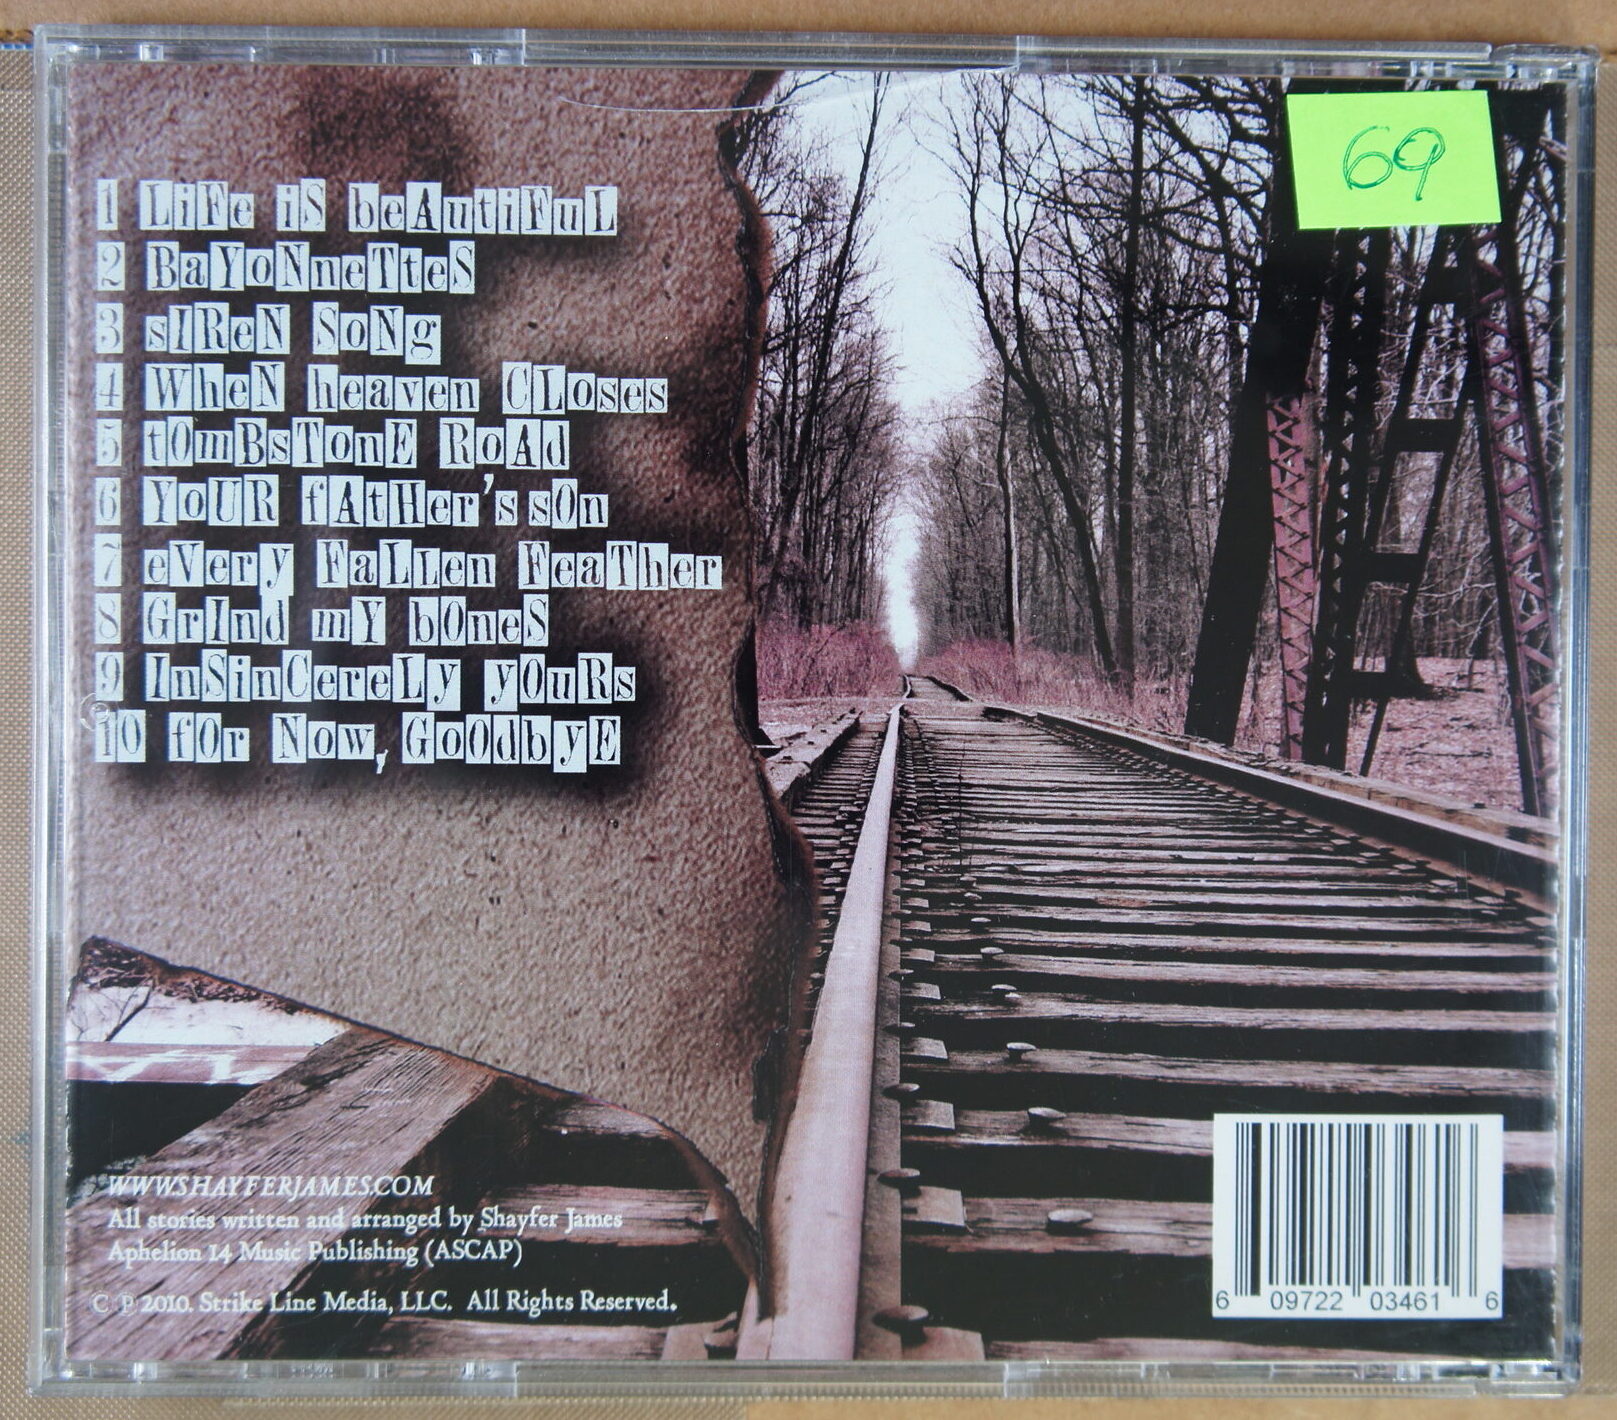 69
1 LiFe iS beAutiFuL
2 BaYoNneTteS
3 sIReN SoNg
4 WheN heaven CLoses
5 tOmBsTonE RoAd
6 YoUR fAtHer's sOn
7 eVery FaLLen FeaTher
8 GrInd mY bOneS
9 InSinCereLy yOuRs
10 fOr Now, GoOdbyE
WWW.SHAYFERJAMES.COM
All stories written and arranged by Shayfer James
Aphelion 14 Music Publishing (ASCAP)
C P 2010. Strike Line Media, LLC. All Rights Reserved.
6 09722 03461 6